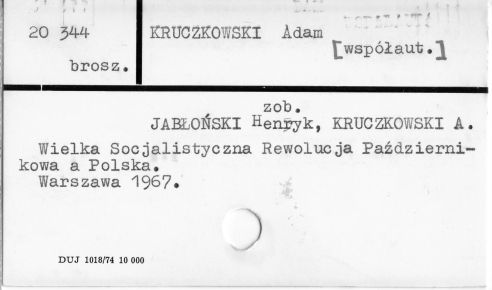 20 344
brosz.
KRUCZKOWSKI Adam
[współaut.]
zob.
JABŁOŃSKI Henryk, KRUCZKOWSKI A.
Wielka Socjalistyczna Rewolucja Październi-
kowa a Polska.
Warszawa 1967.
DUJ 1018/74 10 000